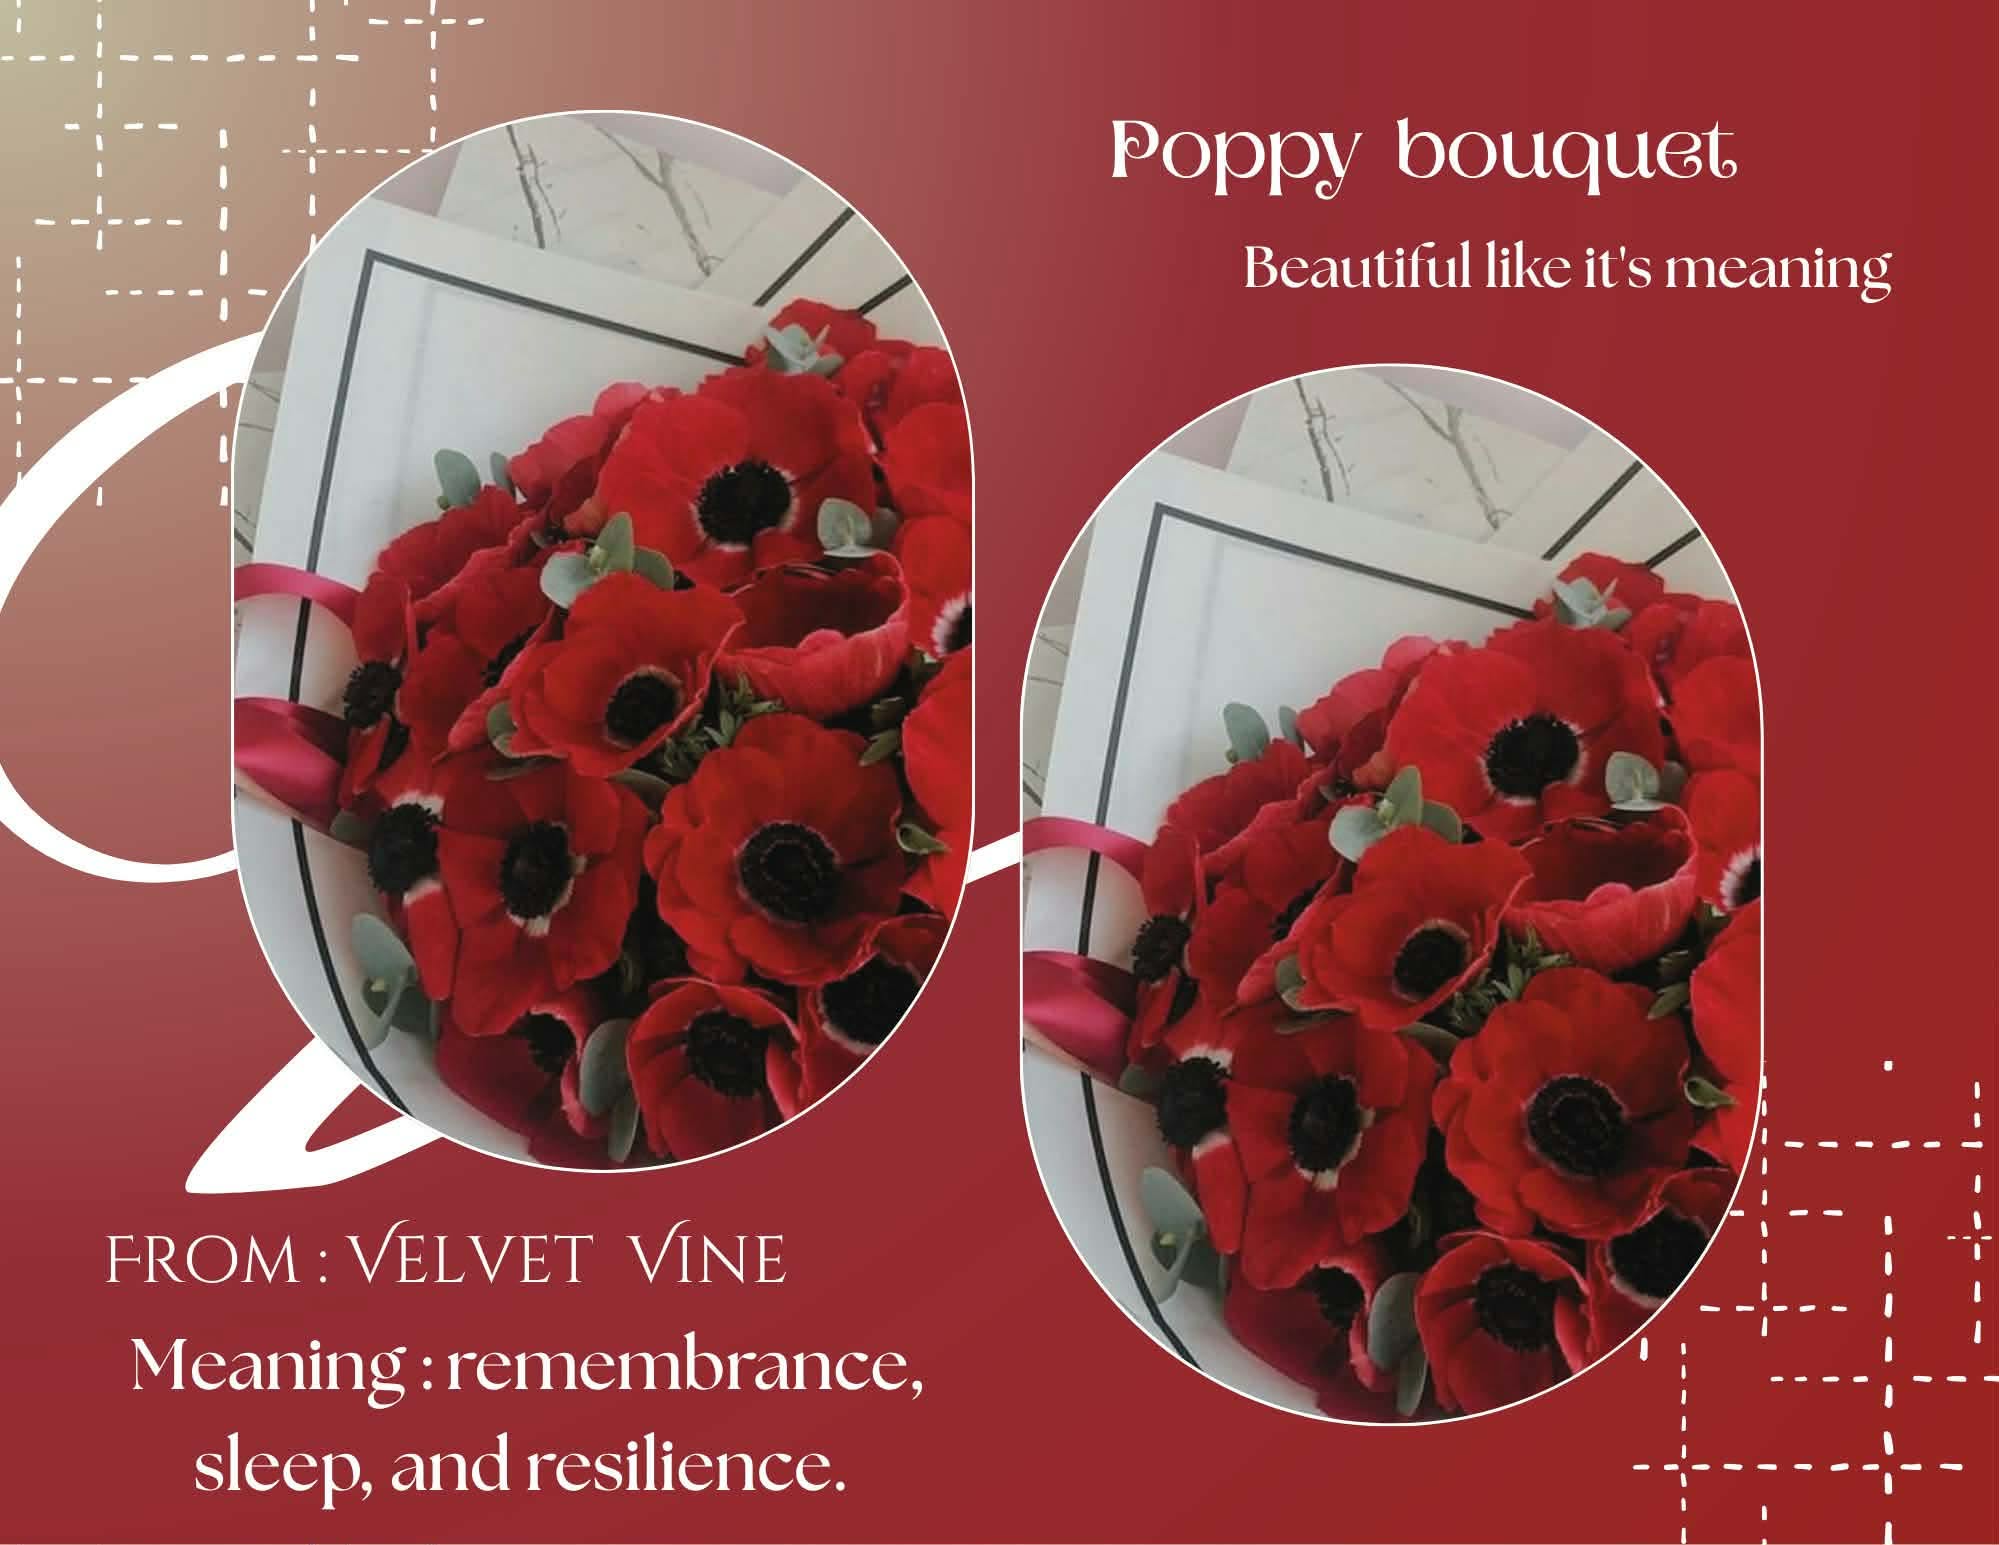 Poppy bouquet
Beautiful like it's meaning
FROM : VELVET VINE
Meaning : remembrance,
sleep, and resilience.